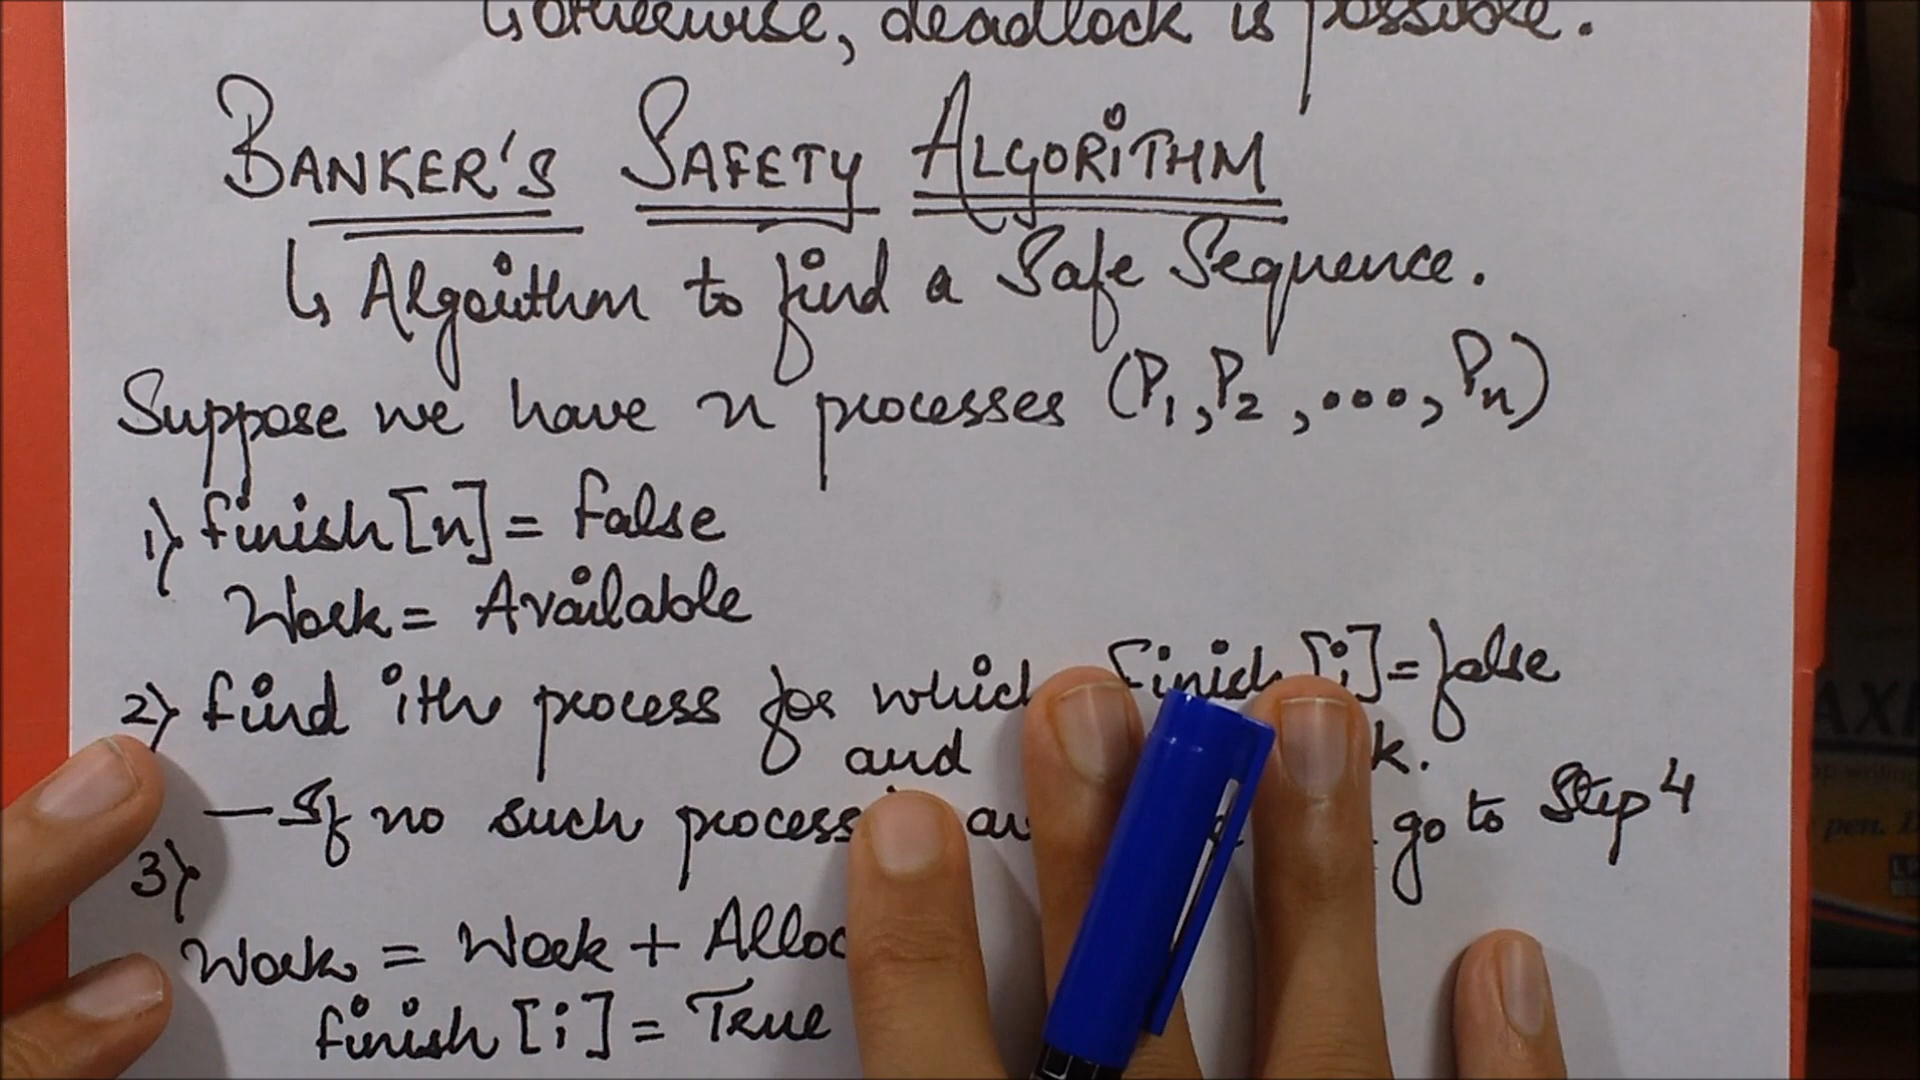 ↳ otherwise, deadlock is possible.
BANKER'S SAFETY ALGORITHM
↳ Algorithm to find a Safe Sequence.
Suppose we have n processes (P1, P2, ...., Pn)
1) finish[n] = False
Work = Available
2) find ith process for which Finish [i] = false
and
— If no such process go to Step 4
3)
Work = Work + Alloc
finish [i] = True
pen.